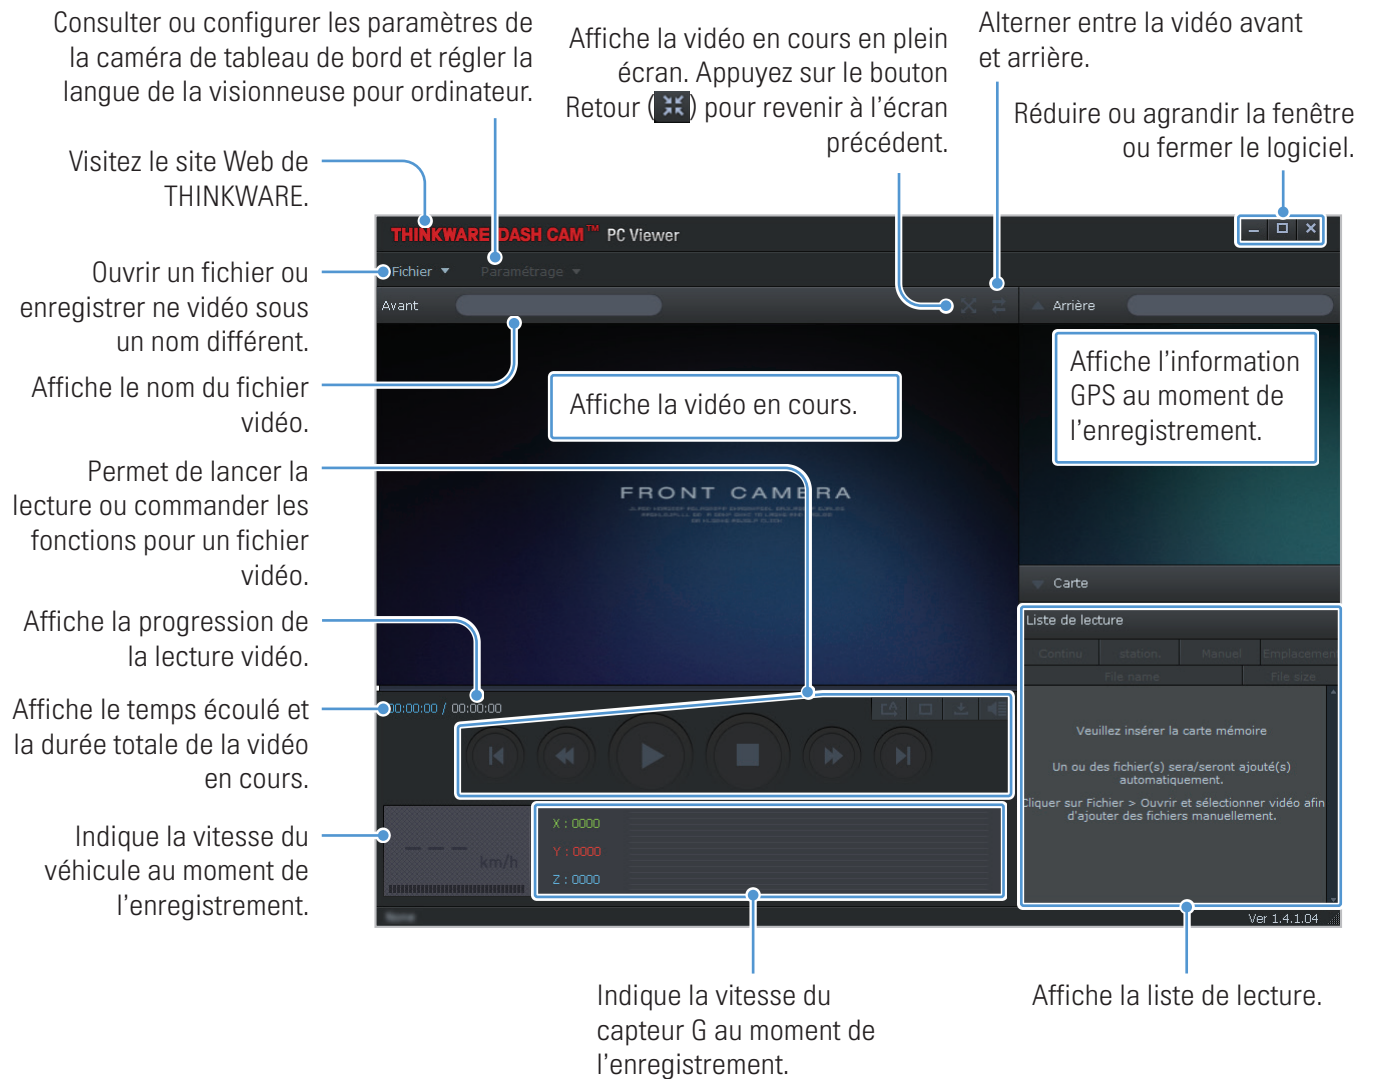 Consulter ou configurer les paramètres de
la caméra de tableau de bord et régler la
langue de la visionneuse pour ordinateur.
Affiche la vidéo en cours en plein
écran. Appuyez sur le bouton
Retour ( ) pour revenir à l'écran
précédent.
Alterner entre la vidéo avant
et arrière.
Réduire ou agrandir la fenêtre
ou fermer le logiciel.
Visitez le site Web de
THINKWARE.
Ouvrir un fichier ou
enregistrer ne vidéo sous
un nom différent.
Affiche le nom du fichier
vidéo.
Permet de lancer la
lecture ou commander les
fonctions pour un fichier
vidéo.
Affiche la progression de
la lecture vidéo.
Affiche le temps écoulé et
la durée totale de la vidéo
en cours.
Indique la vitesse du
véhicule au moment de
l'enregistrement.
THINKWARE DASH CAM™ PC Viewer
Fichier
Paramétrage
Avant
Arrière
Affiche la vidéo en cours.
Affiche l'information
GPS au moment de
l'enregistrement.
FRONT CAMERA
Carte
Liste de lecture
Continu station. Manuel Emplacement
File name File size
Veuillez insérer la carte mémoire
Un ou des fichier(s) sera/seront ajouté(s)
automatiquement.
Cliquer sur Fichier > Ouvrir et sélectionner vidéo afin
d'ajouter des fichiers manuellement.
00:00:00 / 00:00:00
km/h
X : 0000
Y : 0000
Z : 0000
None
Ver 1.4.1.04
Indique la vitesse du
capteur G au moment de
l'enregistrement.
Affiche la liste de lecture.